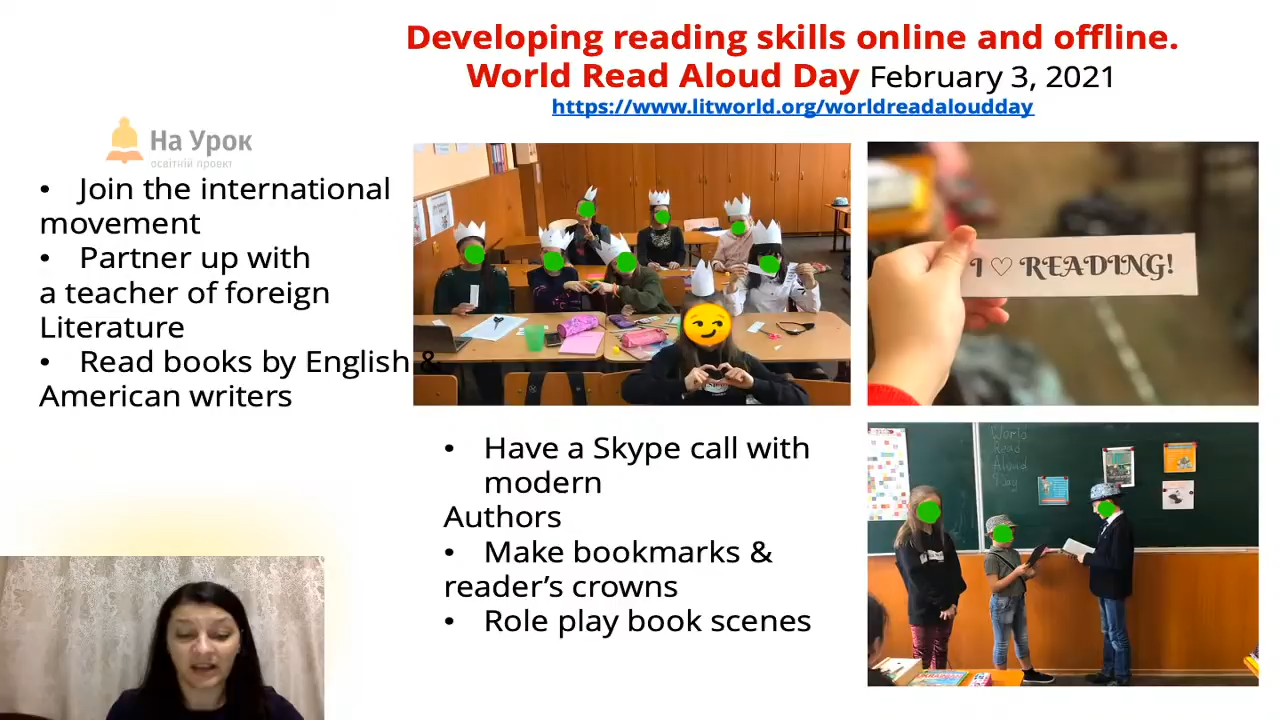 Developing reading skills online and offline.
World Read Aloud Day February 3, 2021
https://www.litworld.org/worldreadaloudday
На Урок
освітній проект
• Join the international
movement
• Partner up with
a teacher of foreign
Literature
• Read books by English &
American writers
I ♡ READING!
• Have a Skype call with
modern
Authors
• Make bookmarks &
reader’s crowns
• Role play book scenes
World
Read
Aloud
Day